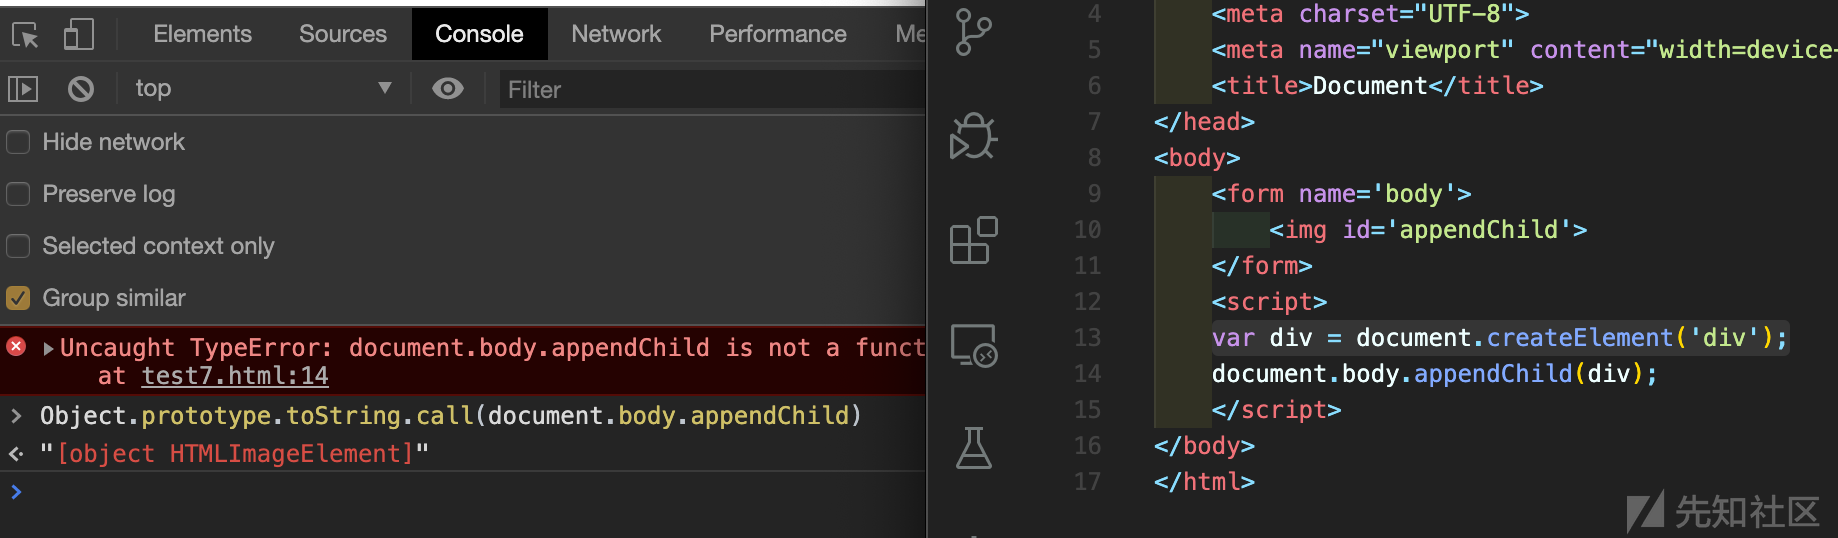 Elements Sources Console Network Performance Me
top Filter
Hide network
Preserve log
Selected context only
Group similar
Uncaught TypeError: document.body.appendChild is not a funct
at test7.html:14
> Object.prototype.toString.call(document.body.appendChild)
"[object HTMLImageElement]"
>
4 <meta charset="UTF-8">
5 <meta name="viewport" content="width=device-
6 <title>Document</title>
7 </head>
8 <body>
9 <form name='body'>
10 <img id='appendChild'>
11 </form>
12 <script>
13 var div = document.createElement('div');
14 document.body.appendChild(div);
15 </script>
16 </body>
17 </html>
先知社区